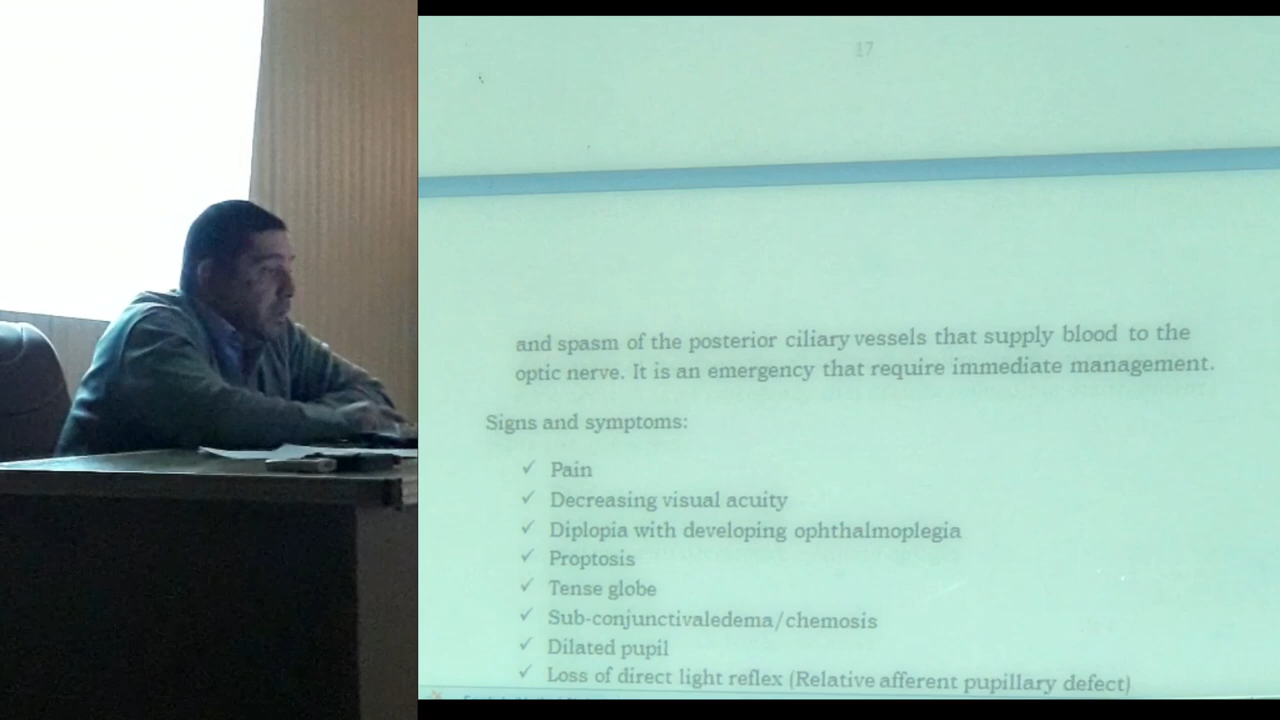 17
and spasm of the posterior ciliary vessels that supply blood to the
optic nerve. It is an emergency that require immediate management.
Signs and symptoms:
✓ Pain
✓ Decreasing visual acuity
✓ Diplopia with developing ophthalmoplegia
✓ Proptosis
✓ Tense globe
✓ Sub-conjunctivaledema/chemosis
✓ Dilated pupil
✓ Loss of direct light reflex (Relative afferent pupillary defect)